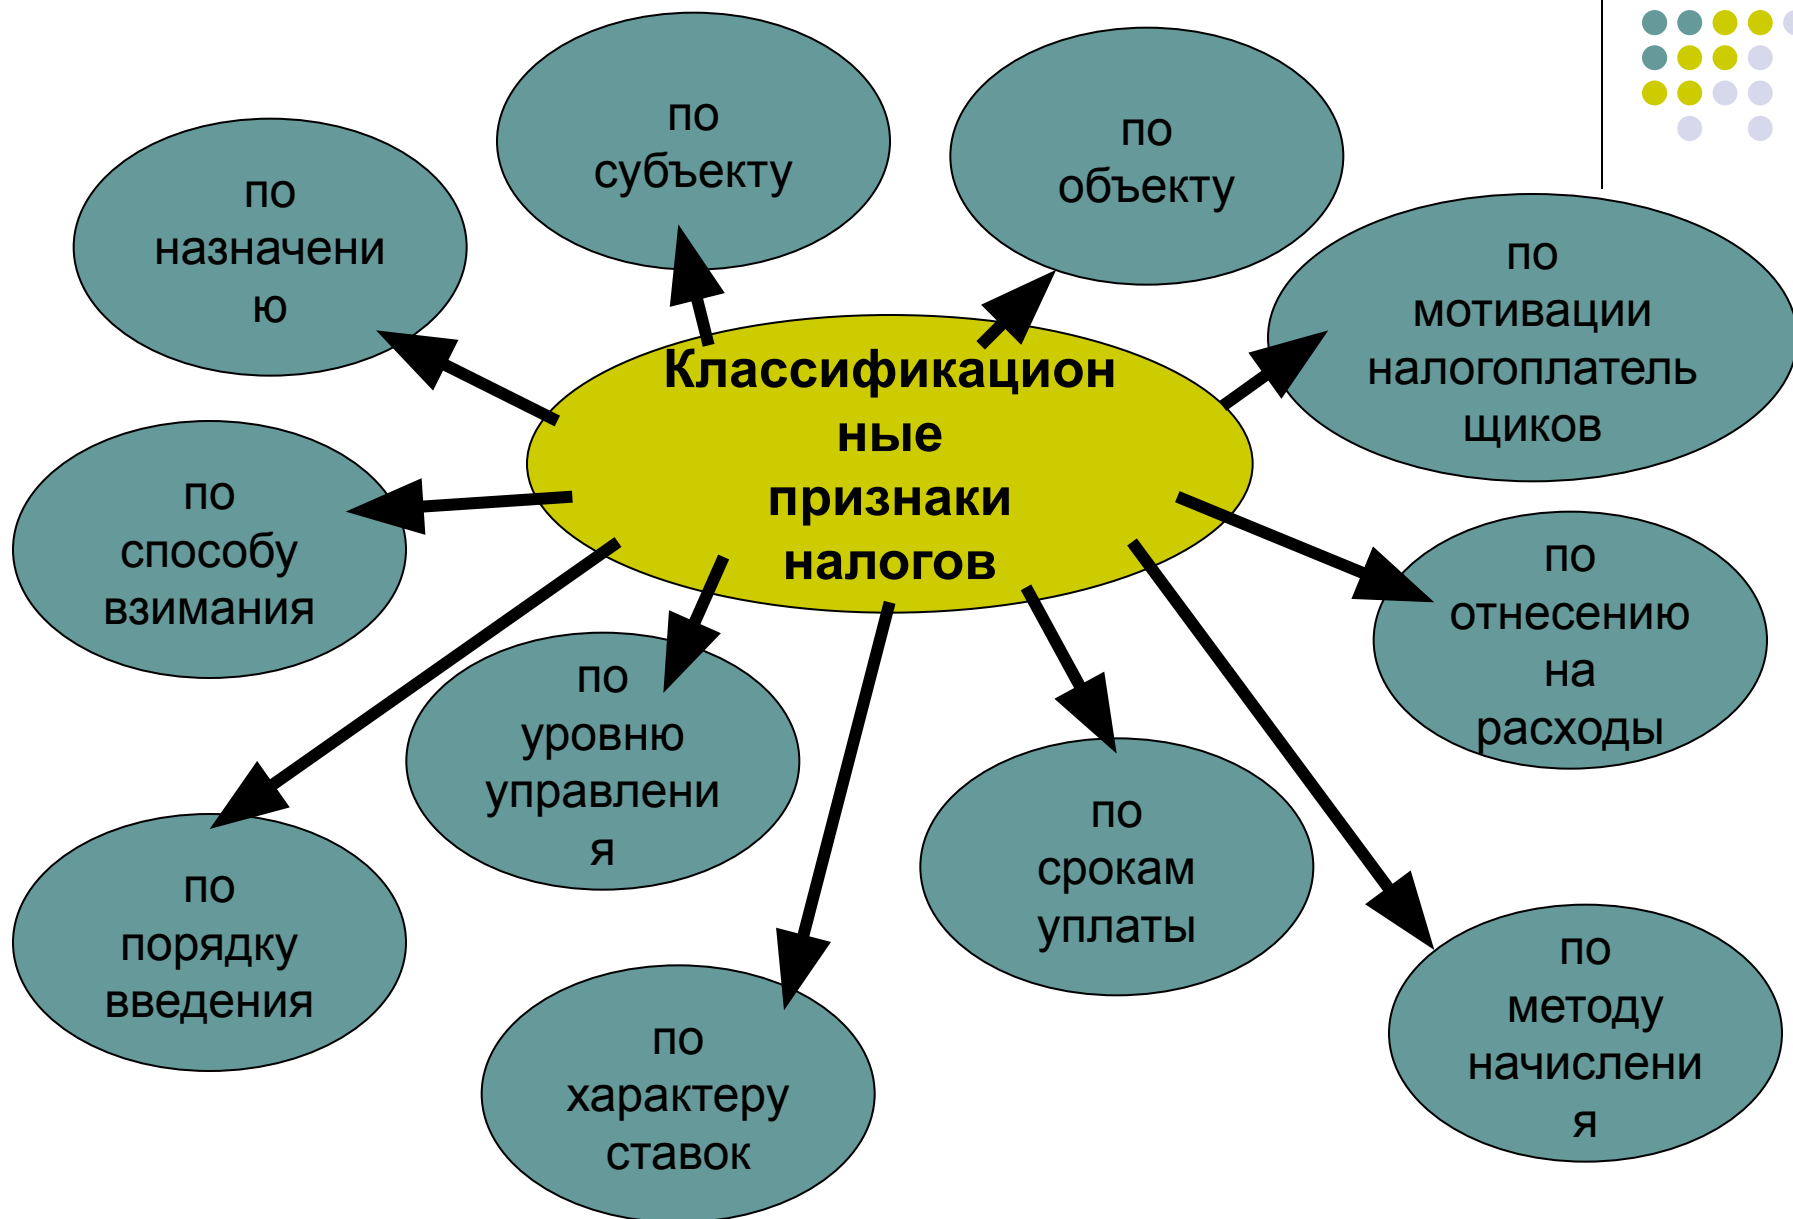 по
субъекту
по
объекту
по
назначени
ю
по
мотивации
налогоплатель
щиков
Классификацион
ные
признаки
налогов
по
способу
взимания
по
отнесению
на
расходы
по
уровню
управлени
я
по
срокам
уплаты
по
порядку
введения
по
характеру
ставок
по
методу
начислени
я